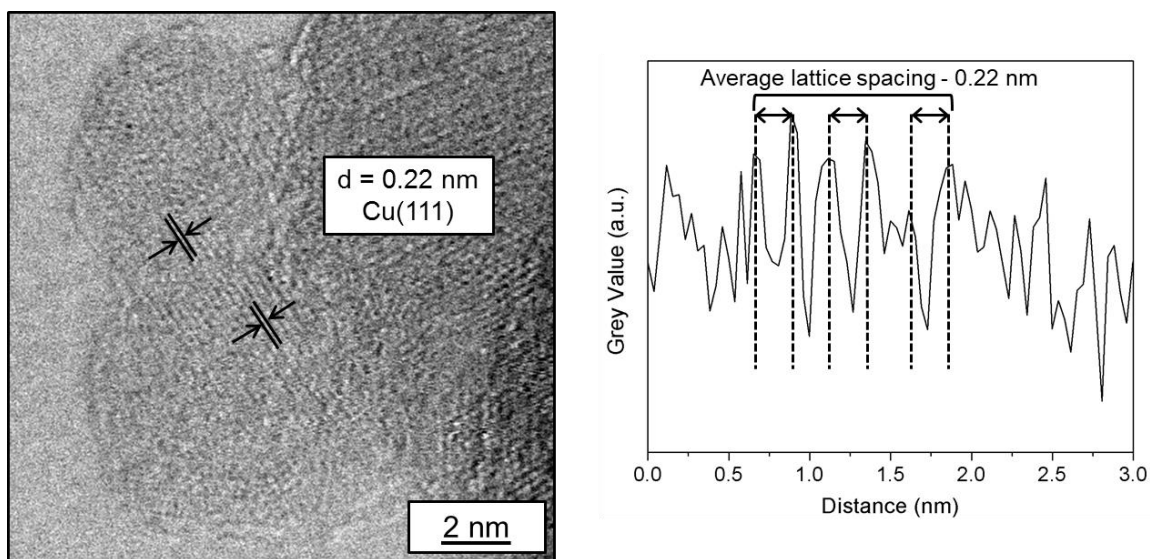 d = 0.22 nm
Cu(111)
2 nm
Average lattice spacing - 0.22 nm
Grey Value (a.u.)
0.0 0.5 1.0 1.5 2.0 2.5 3.0
Distance (nm)